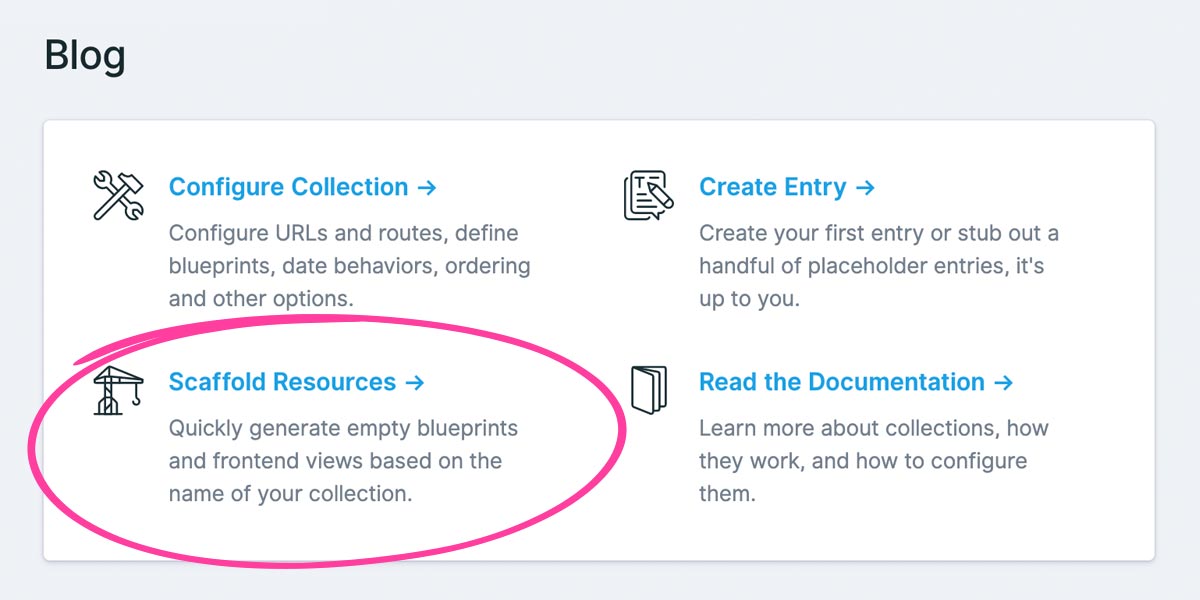 Blog
Configure Collection →
Configure URLs and routes, define
blueprints, date behaviors, ordering
and other options.
Create Entry →
Create your first entry or stub out a
handful of placeholder entries, it's
up to you.
Scaffold Resources →
Quickly generate empty blueprints
and frontend views based on the
name of your collection.
Read the Documentation →
Learn more about collections, how
they work, and how to configure
them.